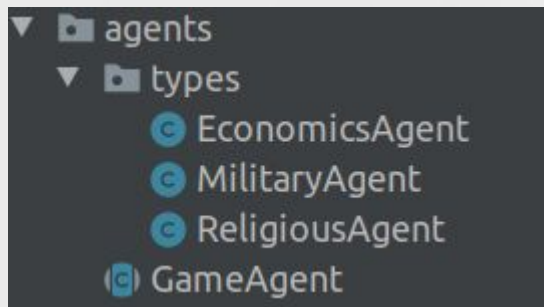 agents
types
EconomicsAgent
MilitaryAgent
ReligiousAgent
GameAgent